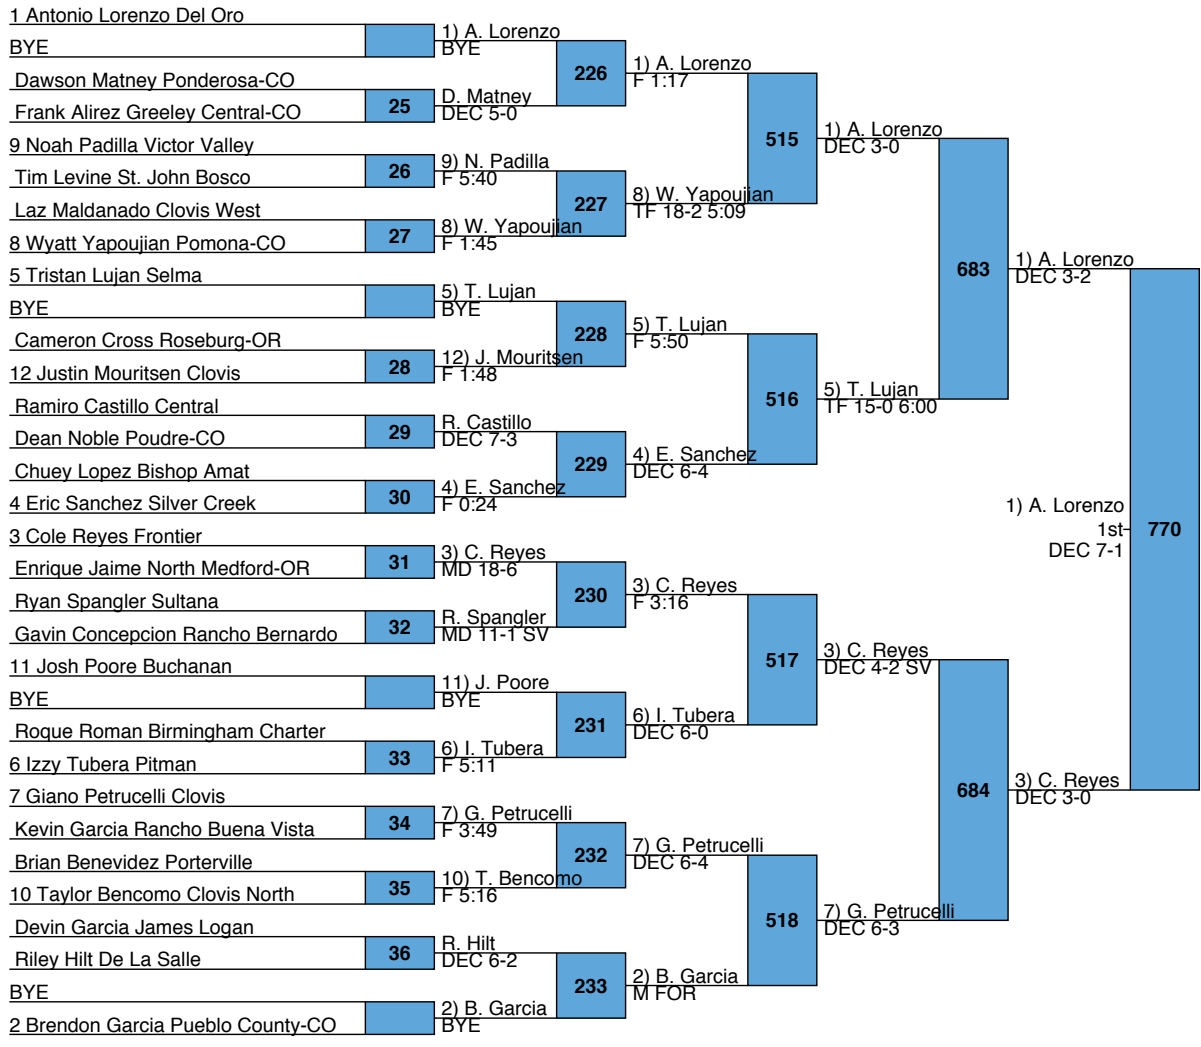 1 Antonio Lorenzo Del Oro
BYE
Dawson Matney Ponderosa-CO
Frank Alirez Greeley Central-CO
9 Noah Padilla Victor Valley
Tim Levine St. John Bosco
Laz Maldanado Clovis West
8 Wyatt Yapoujian Pomona-CO
5 Tristan Lujan Selma
BYE
Cameron Cross Roseburg-OR
12 Justin Mouritsen Clovis
Ramiro Castillo Central
Dean Noble Poudre-CO
Chuey Lopez Bishop Amat
4 Eric Sanchez Silver Creek
3 Cole Reyes Frontier
Enrique Jaime North Medford-OR
Ryan Spangler Sultana
Gavin Concepcion Rancho Bernardo
11 Josh Poore Buchanan
BYE
Roque Roman Birmingham Charter
6 Izzy Tubera Pitman
7 Giano Petrucelli Clovis
Kevin Garcia Rancho Buena Vista
Brian Benevidez Porterville
10 Taylor Bencomo Clovis North
Devin Garcia James Logan
Riley Hilt De La Salle
BYE
2 Brendon Garcia Pueblo County-CO
25
26
27
28
29
30
31
32
33
34
35
36
1) A. Lorenzo
BYE
D. Matney
DEC 5-0
9) N. Padilla
F 5:40
8) W. Yapoujian
F 1:45
5) T. Lujan
BYE
12) J. Mouritsen
F 1:48
R. Castillo
DEC 7-3
4) E. Sanchez
F 0:24
3) C. Reyes
MD 18-6
R. Spangler
MD 11-1 SV
11) J. Poore
BYE
6) I. Tubera
F 5:11
7) G. Petrucelli
F 3:49
10) T. Bencomo
F 5:16
R. Hilt
DEC 6-2
2) B. Garcia
BYE
226
227
228
229
230
231
232
233
1) A. Lorenzo
F 1:17
8) W. Yapoujian
TF 18-2 5:09
5) T. Lujan
F 5:50
4) E. Sanchez
DEC 6-4
3) C. Reyes
F 3:16
6) I. Tubera
DEC 6-0
7) G. Petrucelli
DEC 6-4
2) B. Garcia
M FOR
515
516
517
518
1) A. Lorenzo
DEC 3-0
5) T. Lujan
TF 15-0 6:00
3) C. Reyes
DEC 4-2 SV
7) G. Petrucelli
DEC 6-3
683
684
1) A. Lorenzo
DEC 3-2
3) C. Reyes
DEC 3-0
770
1) A. Lorenzo
1st
DEC 7-1